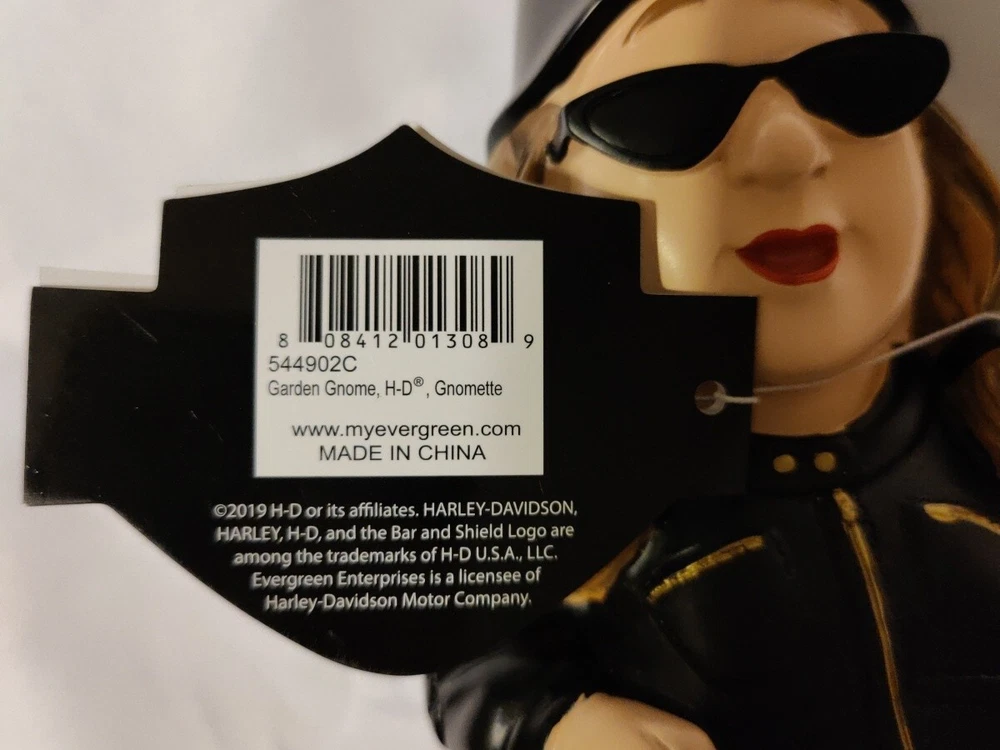 8 08412 01308 9
544902C
Garden Gnome, H-D®, Gnomette
www.myevergreen.com
MADE IN CHINA
©2019 H-D or its affiliates. HARLEY-DAVIDSON,
HARLEY, H-D, and the Bar and Shield Logo are
among the trademarks of H-D U.S.A., LLC.
Evergreen Enterprises is a licensee of
Harley-Davidson Motor Company.